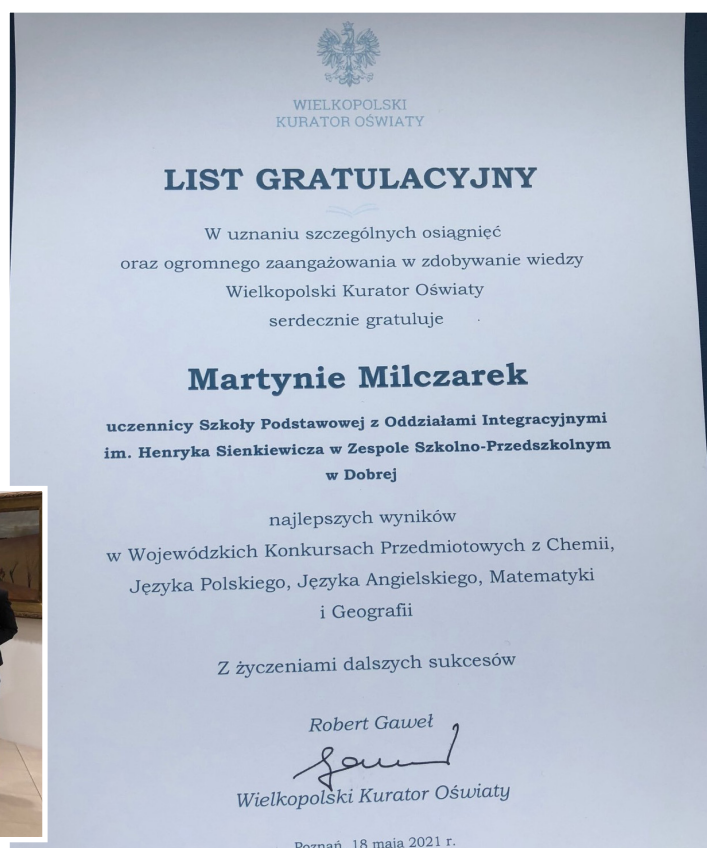 WIELKOPOLSKI
KURATOR OŚWIATY
LIST GRATULACYJNY
W uznaniu szczególnych osiągnięć
oraz ogromnego zaangażowania w zdobywanie wiedzy
Wielkopolski Kurator Oświaty
serdecznie gratuluje
Martynie Milczarek
uczennicy Szkoły Podstawowej z Oddziałami Integracyjnymi
im. Henryka Sienkiewicza w Zespole Szkolno-Przedszkolnym
w Dobrej
najlepszych wyników
w Wojewódzkich Konkursach Przedmiotowych z Chemii,
Języka Polskiego, Języka Angielskiego, Matematyki
i Geografii
Z życzeniami dalszych sukcesów
Robert Gaweł
Wielkopolski Kurator Oświaty
Poznań, 18 maja 2021 r.